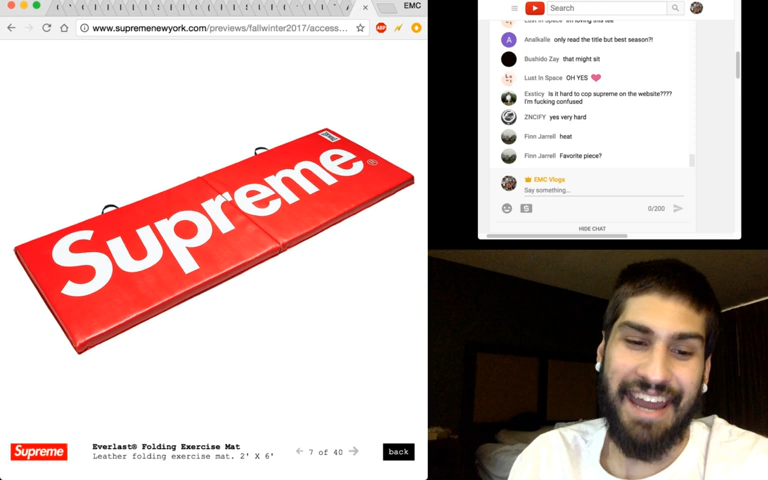 EMC
www.supremenewyork.com/previews/fallwinter2017/access...
ABP
Supreme
Supreme
Everlast® Folding Exercise Mat
Leather folding exercise mat. 2' X 6'
7 of 40
back
Search
Lust In Space im loving this tee
A
Analkalle only read the title but best season?!
Bushido Zay that might sit
Lust In Space OH YES
Exsticy Is it hard to cop supreme on the website????
I'm fucking confused
ZNCIFY yes very hard
Finn Jarrell heat
Finn Jarrell Favorite piece?
EMC Vlogs
Say something...
0/200
HIDE CHAT